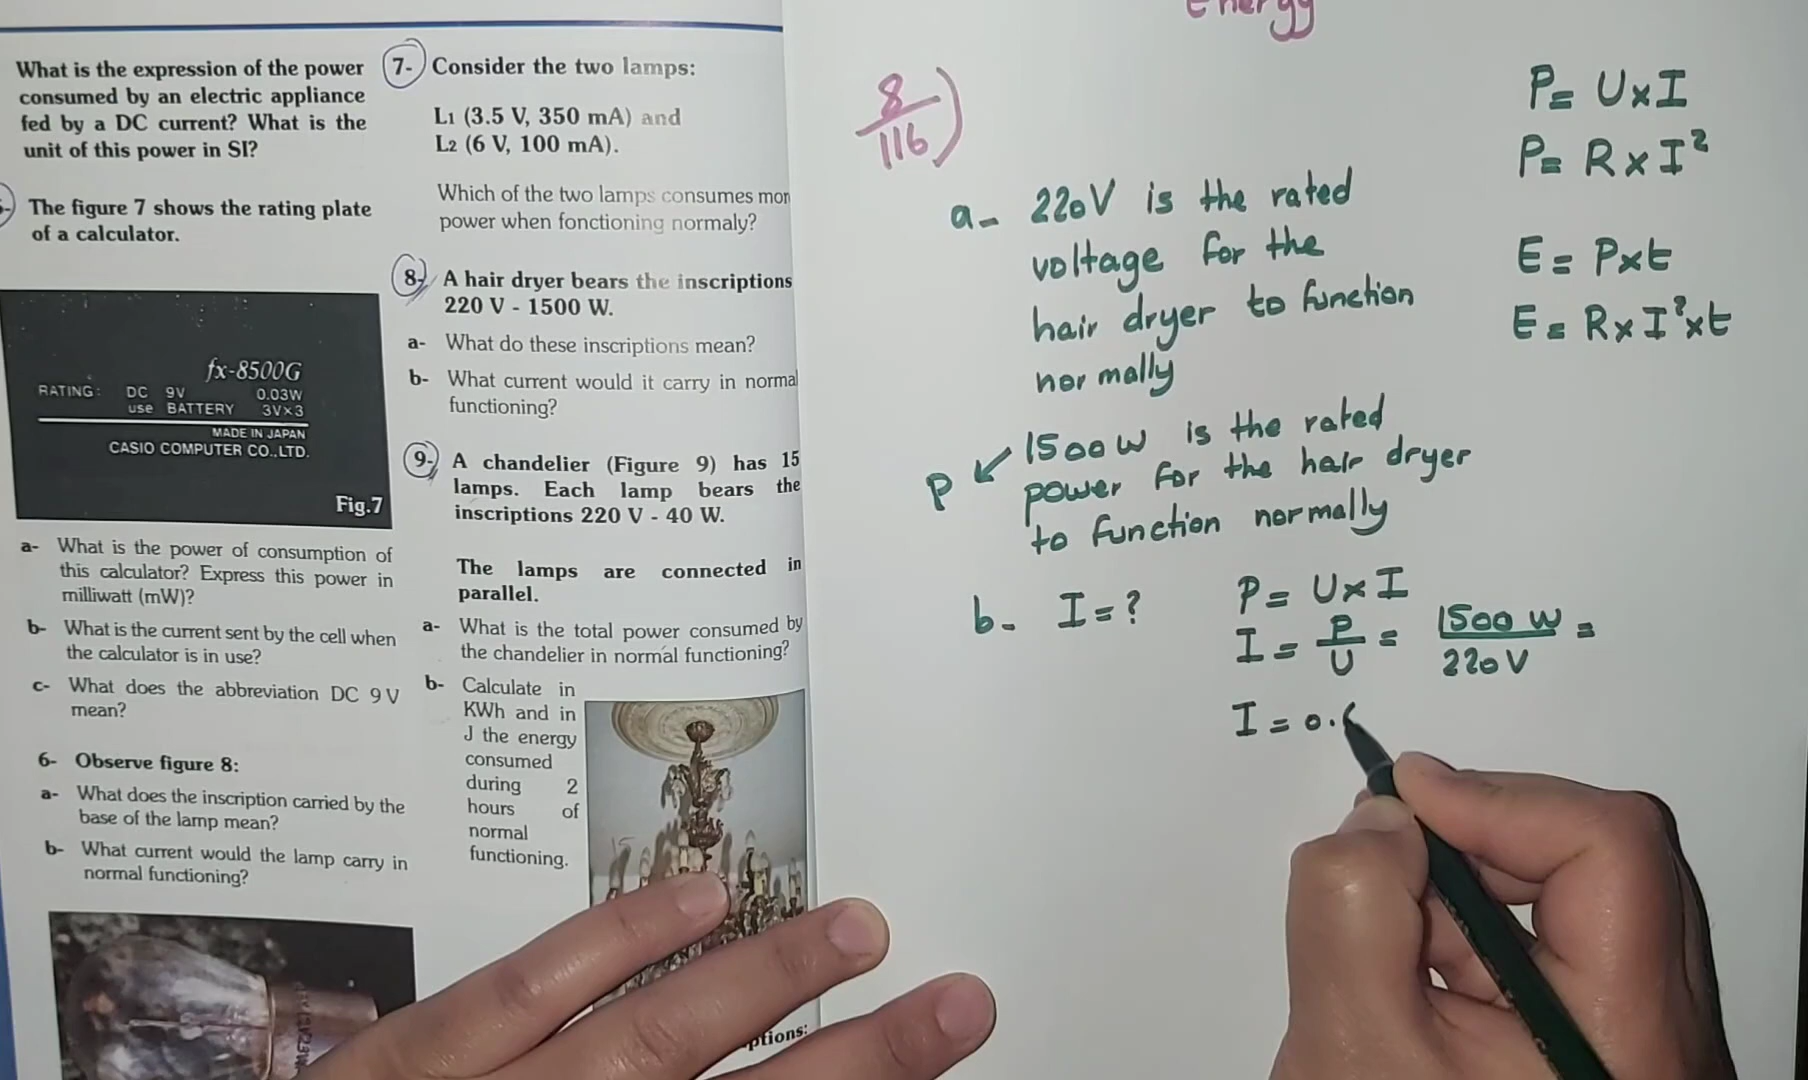 What is the expression of the power
consumed by an electric appliance
fed by a DC current? What is the
unit of this power in SI?
The figure 7 shows the rating plate
of a calculator.
fx-8500G
RATING: DC 9V 0.03W
use BATTERY 3V×3
MADE IN JAPAN
CASIO COMPUTER CO.,LTD.
Fig.7
a- What is the power of consumption of
this calculator? Express this power in
milliwatt (mW)?
b- What is the current sent by the cell when
the calculator is in use?
c- What does the abbreviation DC 9 V
mean?
6- Observe figure 8:
a- What does the inscription carried by the
base of the lamp mean?
b- What current would the lamp carry in
normal functioning?
7- Consider the two lamps:
L1 (3.5 V, 350 mA) and
L2 (6 V, 100 mA).
Which of the two lamps consumes mor
power when fonctioning normaly?
8- A hair dryer bears the inscriptions
220 V - 1500 W.
a- What do these inscriptions mean?
b- What current would it carry in norma
functioning?
9- A chandelier (Figure 9) has 15
lamps. Each lamp bears the
inscriptions 220 V - 40 W.
The lamps are connected in
parallel.
a- What is the total power consumed by
the chandelier in normal functioning?
b- Calculate in
KWh and in
J the energy
consumed
during 2
hours of
normal
functioning.
ptions:
Energy
8/116)
a- 220V is the rated
voltage for the
hair dryer to function
normally
P ↙ 1500W is the rated
power for the hair dryer
to function normally
b- I = ? P = U×I
I = P/U = 1500 W/220 V =
I = 0.
P = U×I
P = R×I²
E = P×t
E = R×I²×t